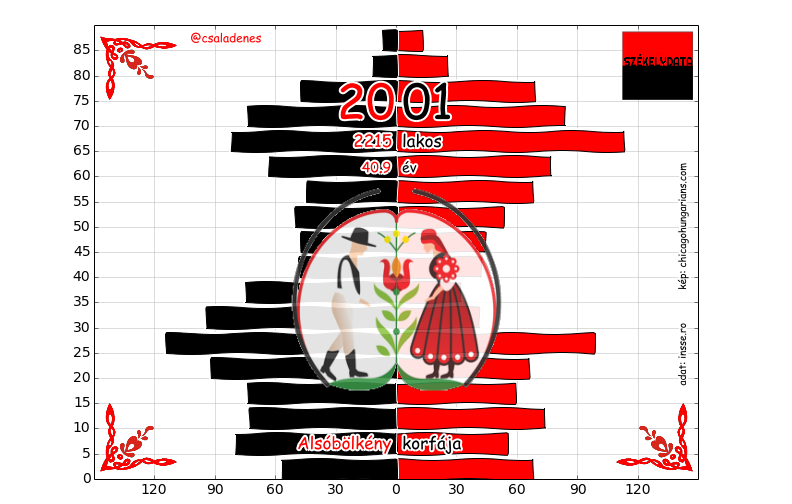 @csaladenes
SZÉKELYDATA
2001
2215 lakos
40.9 év
kép: chicagohungarians.com
adat: insse.ro
Alsóbölkény korfája
85
80
75
70
65
60
55
50
45
40
35
30
25
20
15
10
5
0
120 90 60 30 0 30 60 90 120